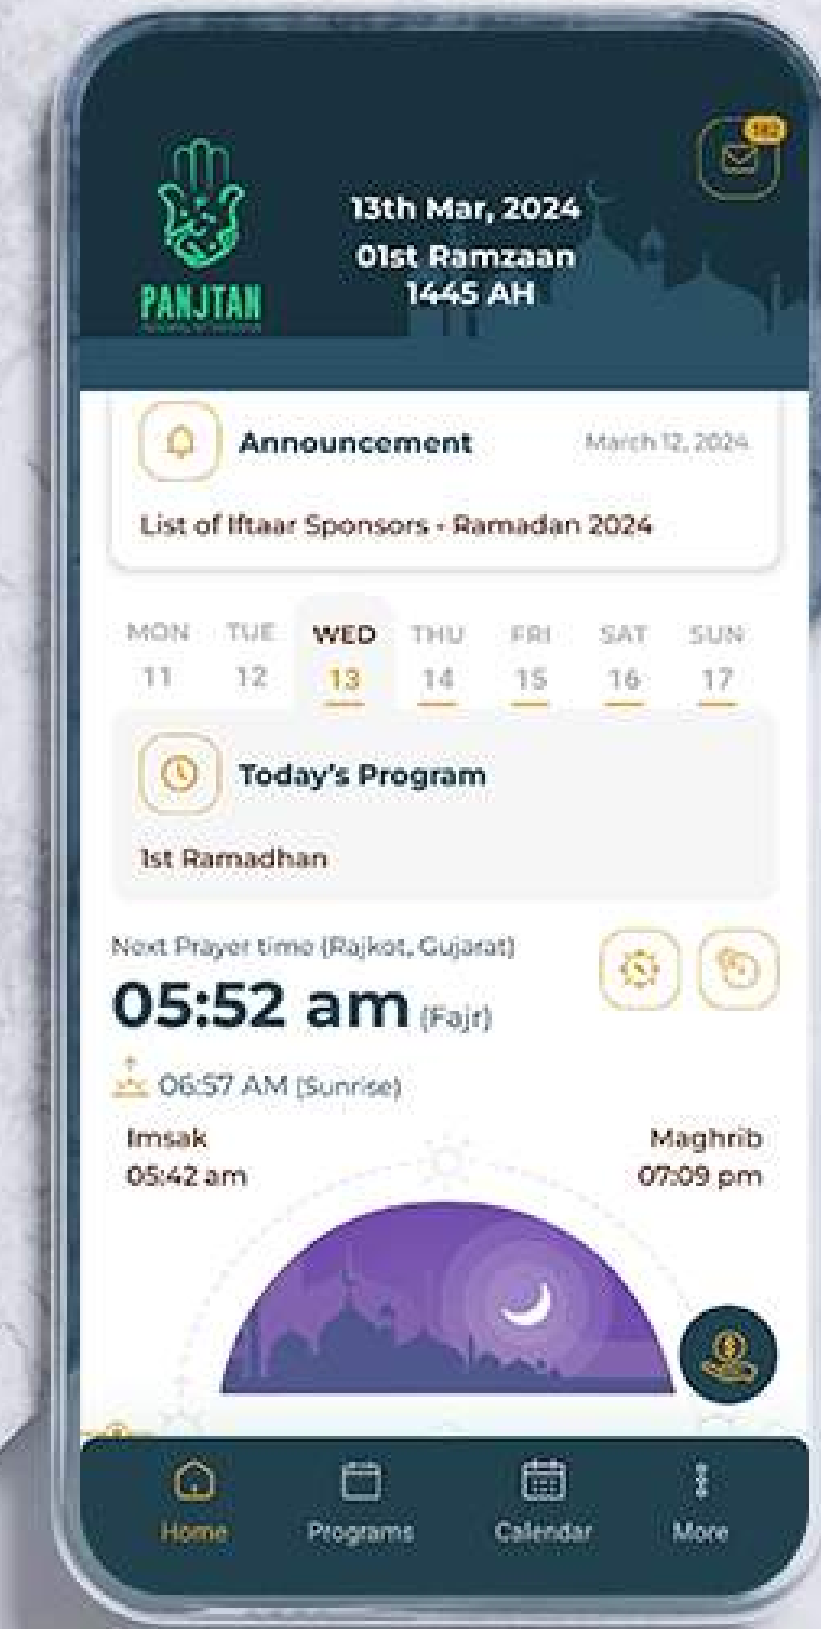 PANJTAN
13th Mar, 2024
01st Ramzaan
1445 AH
Announcement
March 12, 2024
List of Iftaar Sponsors - Ramadan 2024
MON TUE WED THU FRI SAT SUN
11 12 13 14 15 16 17
Today's Program
1st Ramadhan
Next Prayer time (Rajkot, Gujarat)
05:52 am (Fajr)
06:57 AM (Sunrise)
Imsak
05:42 am
Maghrib
07:09 pm
Home Programs Calendar More